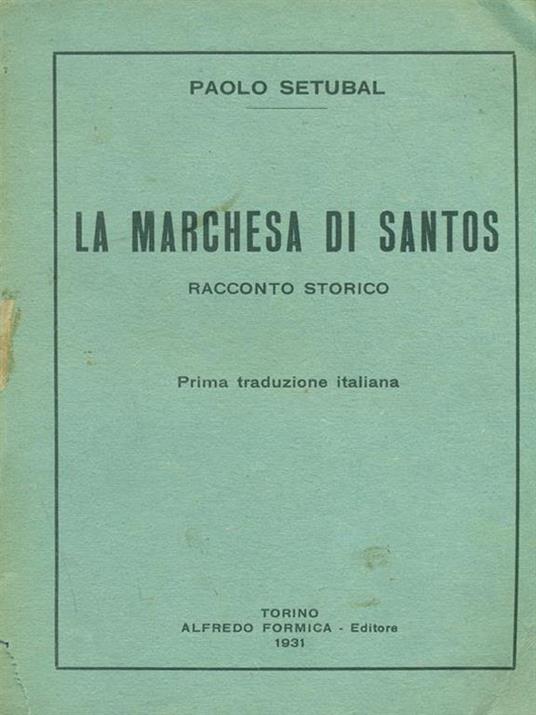 PAOLO SETUBAL
LA MARCHESA DI SANTOS
RACCONTO STORICO
Prima traduzione italiana
TORINO
ALFREDO FORMICA - Editore
1931